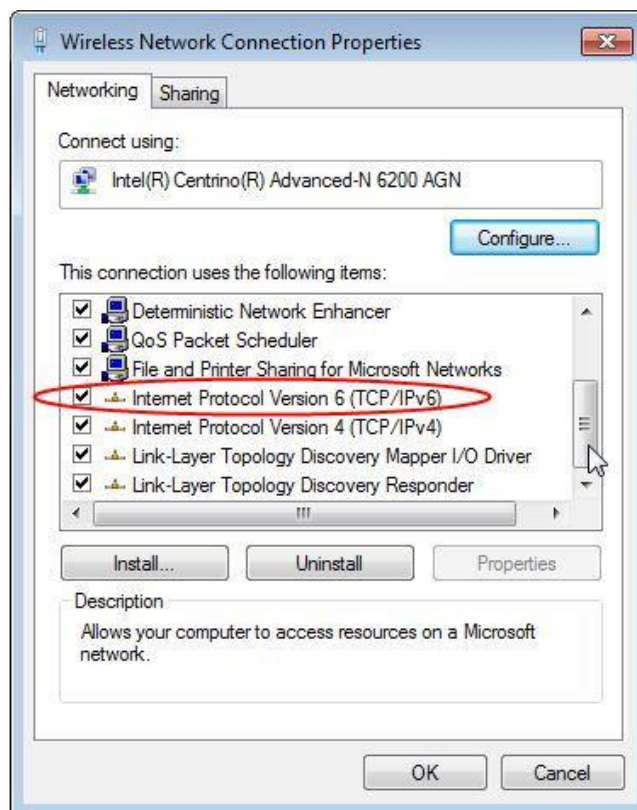 Wireless Network Connection Properties
Networking
Sharing
Connect using:
Intel(R) Centrino(R) Advanced-N 6200 AGN
Configure...
This connection uses the following items:
Deterministic Network Enhancer
QoS Packet Scheduler
File and Printer Sharing for Microsoft Networks
Internet Protocol Version 6 (TCP/IPv6)
Internet Protocol Version 4 (TCP/IPv4)
Link-Layer Topology Discovery Mapper I/O Driver
Link-Layer Topology Discovery Responder
Install...
Uninstall
Properties
Description
Allows your computer to access resources on a Microsoft
network.
OK
Cancel